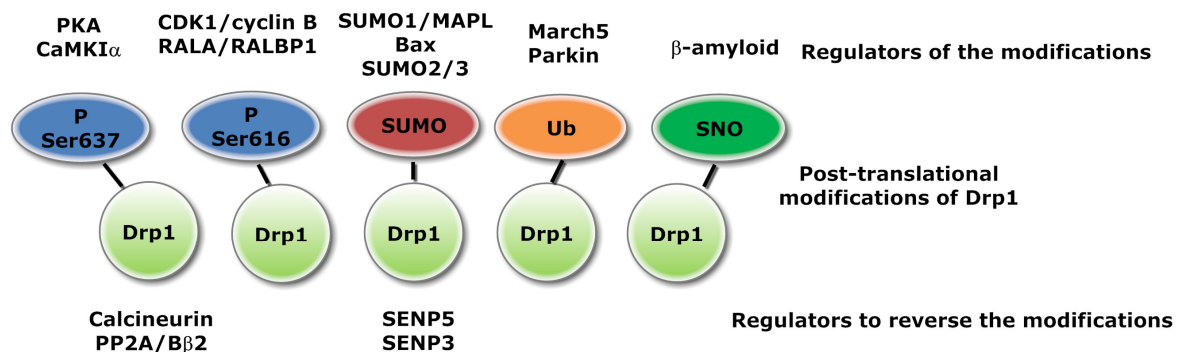 PKA
CaMKIα
CDK1/cyclin B
RALA/RALBP1
SUMO1/MAPL
Bax
SUMO2/3
March5
Parkin
β-amyloid
Regulators of the modifications
P
Ser637
P
Ser616
SUMO
Ub
SNO
Post-translational
modifications of Drp1
Drp1
Drp1
Drp1
Drp1
Drp1
Calcineurin
PP2A/Bβ2
SENP5
SENP3
Regulators to reverse the modifications